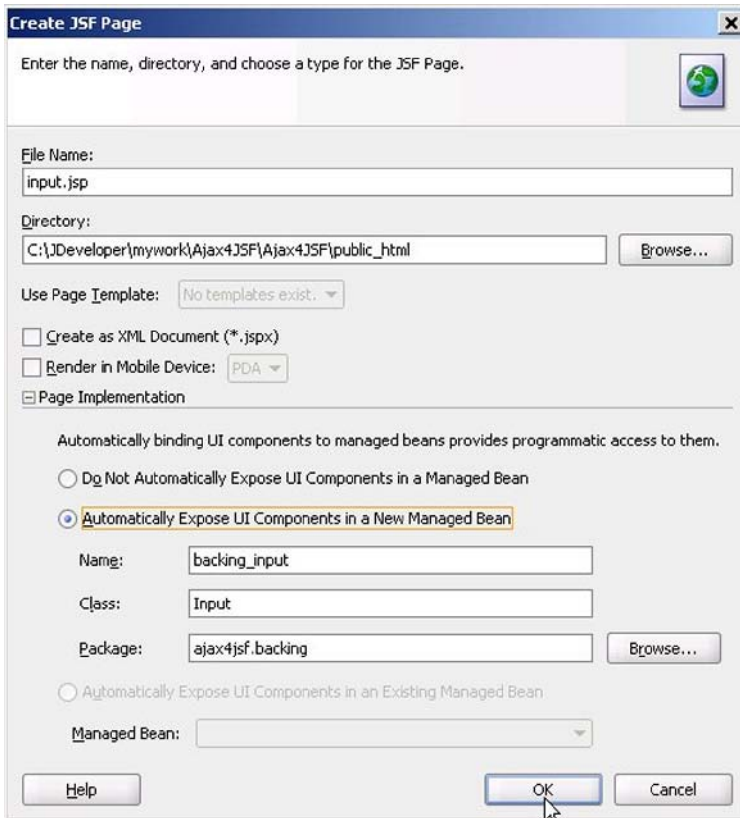 Create JSF Page
Enter the name, directory, and choose a type for the JSF Page.
File Name:
input.jsp
Directory:
C:\JDeveloper\mywork\Ajax4JSF\Ajax4JSF\public_html
Browse...
Use Page Template: No templates exist.
Create as XML Document (*.jspx)
Render in Mobile Device: PDA
Page Implementation
Automatically binding UI components to managed beans provides programmatic access to them.
Do Not Automatically Expose UI Components in a Managed Bean
Automatically Expose UI Components in a New Managed Bean
Name: backing_input
Class: Input
Package: ajax4jsf.backing Browse...
Automatically Expose UI Components in an Existing Managed Bean
Managed Bean:
Help OK Cancel